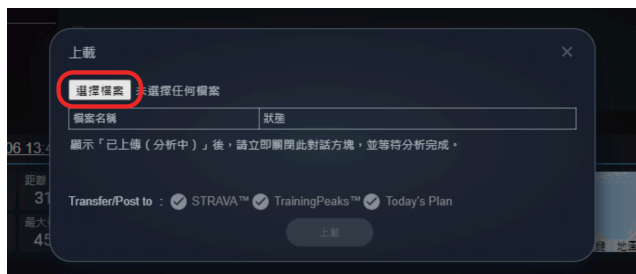 上載
×
選擇檔案 未選擇任何檔案
檔案名稱 狀態
06 13:4
顯示「已上傳（分析中）」後，請立即關閉此對話方塊，並等待分析完成。
距離
31
Transfer/Post to : STRAVA™ TrainingPeaks™ Today's Plan
最大
45
上載
地圖